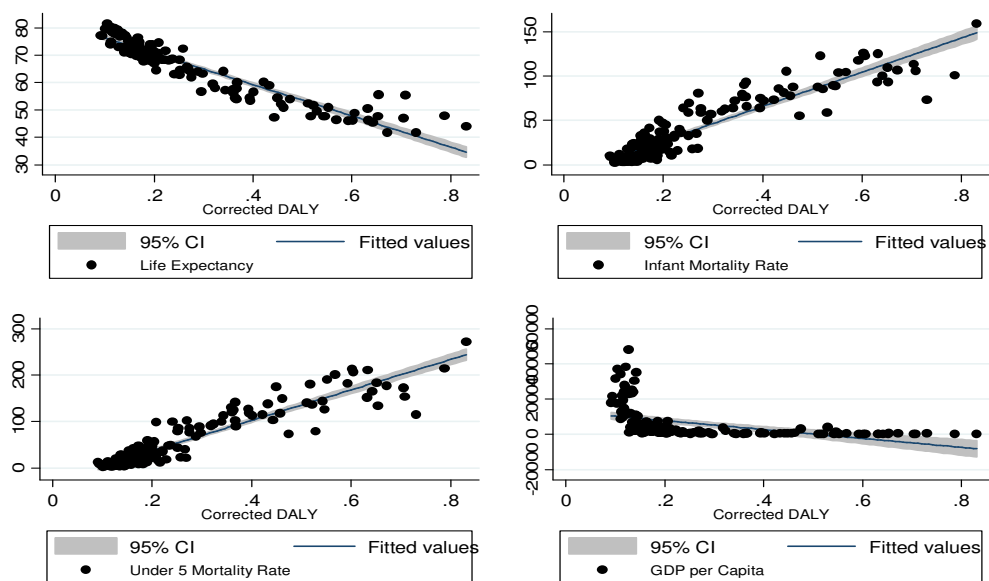 80
70
60
50
40
30
0 .2 .4 .6 .8
Corrected DALY
95% CI Fitted values
Life Expectancy
150
100
50
0
0 .2 .4 .6 .8
Corrected DALY
95% CI Fitted values
Infant Mortality Rate
300
200
100
0
0 .2 .4 .6 .8
Corrected DALY
95% CI Fitted values
Under 5 Mortality Rate
60000
40000
20000
0
-20000
0 .2 .4 .6 .8
Corrected DALY
95% CI Fitted values
GDP per Capita